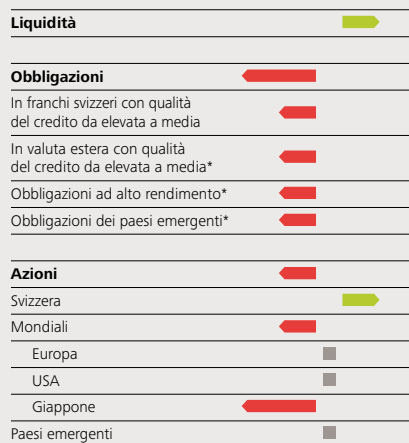 Liquidità
Obbligazioni
In franchi svizzeri con qualità
del credito da elevata a media
In valuta estera con qualità
del credito da elevata a media*
Obbligazioni ad alto rendimento*
Obbligazioni dei paesi emergenti*
Azioni
Svizzera
Mondiali
Europa
USA
Giappone
Paesi emergenti